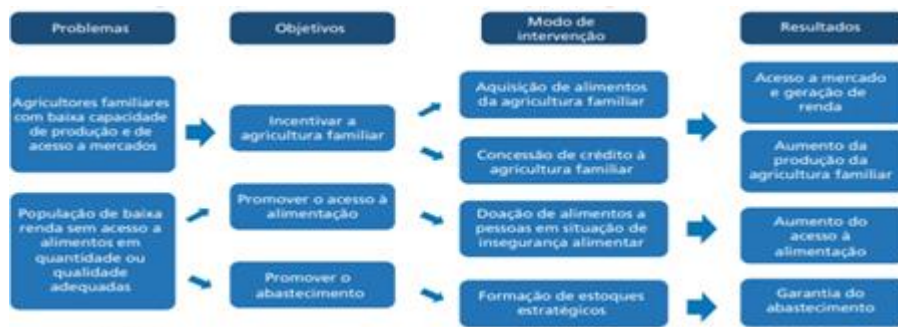 Problemas
Objetivos
Modo de
intervenção
Resultados
Agricultores familiares
com baixa capacidade
de produção e de
acesso a mercados
Incentivar a
agricultura familiar
Aquisição de alimentos
da agricultura familiar
Concessão de crédito à
agricultura familiar
Acesso a mercado
e geração de
renda
Aumento da
produção da
agricultura familiar
População de baixa
renda sem acesso a
alimentos em
quantidade ou
qualidade
adequadas
Promover o acesso à
alimentação
Promover o
abastecimento
Doação de alimentos a
pessoas em situação de
insegurança alimentar
Formação de estoques
estratégicos
Aumento do
acesso à
alimentação
Garantia do
abastecimento